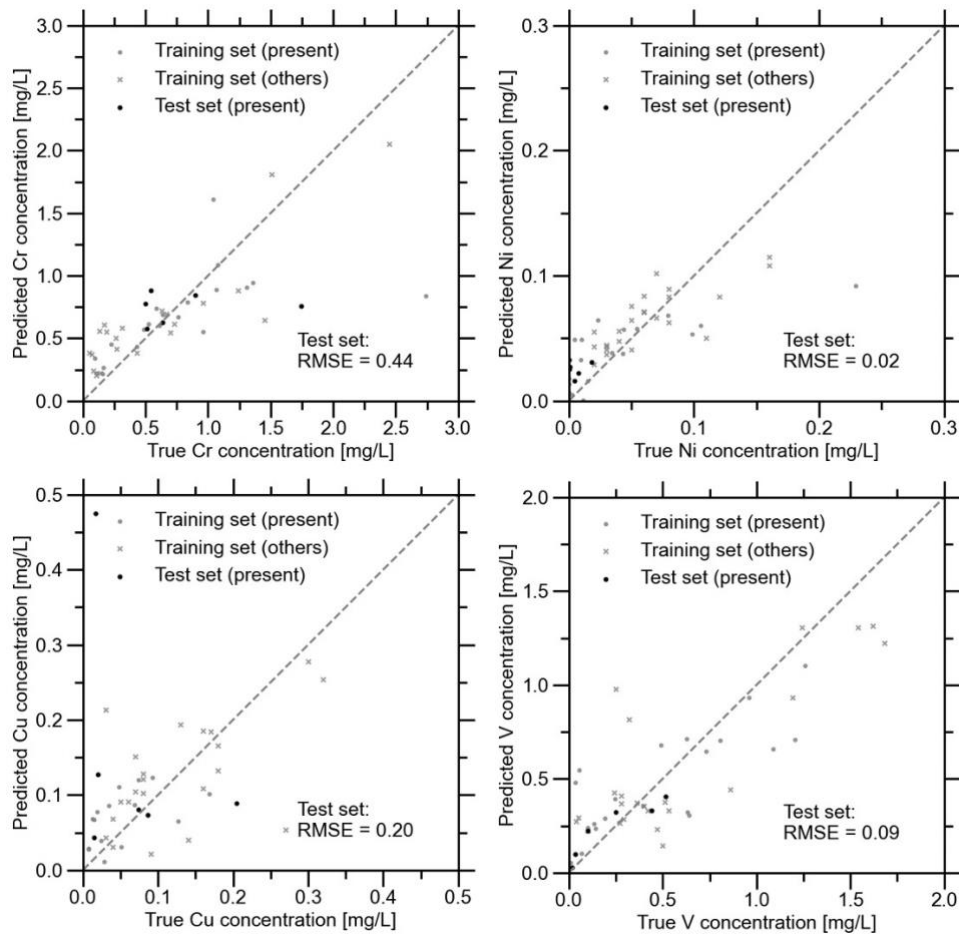 3.0
2.5
2.0
1.5
1.0
0.5
0.0
Predicted Cr concentration [mg/L]
Training set (present)
Training set (others)
Test set (present)
Test set:
RMSE = 0.44
0.0 0.5 1.0 1.5 2.0 2.5 3.0
True Cr concentration [mg/L]
0.3
0.2
0.1
0.0
Predicted Ni concentration [mg/L]
Training set (present)
Training set (others)
Test set (present)
Test set:
RMSE = 0.02
0.0 0.1 0.2 0.3
True Ni concentration [mg/L]
0.5
0.4
0.3
0.2
0.1
0.0
Predicted Cu concentration [mg/L]
Training set (present)
Training set (others)
Test set (present)
Test set:
RMSE = 0.20
0.0 0.1 0.2 0.3 0.4 0.5
True Cu concentration [mg/L]
2.0
1.5
1.0
0.5
0.0
Predicted V concentration [mg/L]
Training set (present)
Training set (others)
Test set (present)
Test set:
RMSE = 0.09
0.0 0.5 1.0 1.5 2.0
True V concentration [mg/L]